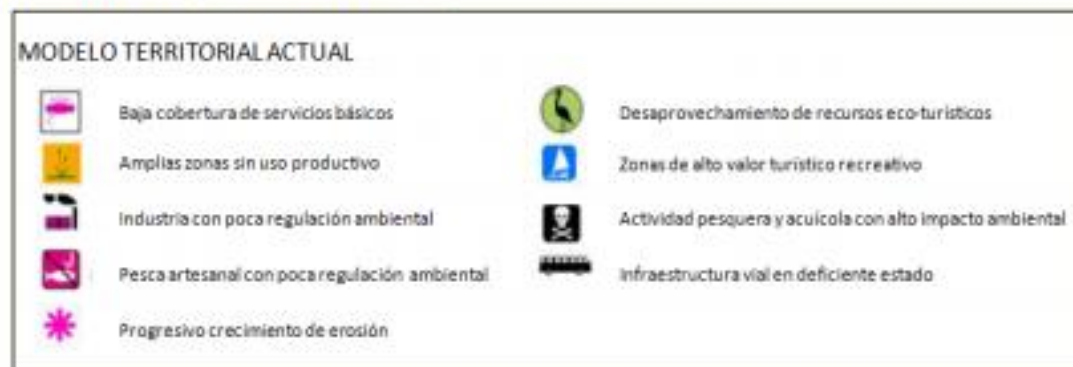 MODELO TERRITORIAL ACTUAL
Baja cobertura de servicios básicos
Amplias zonas sin uso productivo
Industria con poca regulación ambiental
Pesca artesanal con poca regulación ambiental
Progresivo crecimiento de erosión
Desaprovechamiento de recursos eco-turísticos
Zonas de alto valor turístico recreativo
Actividad pesquera y acuícola con alto impacto ambiental
Infraestructura vial en deficiente estado